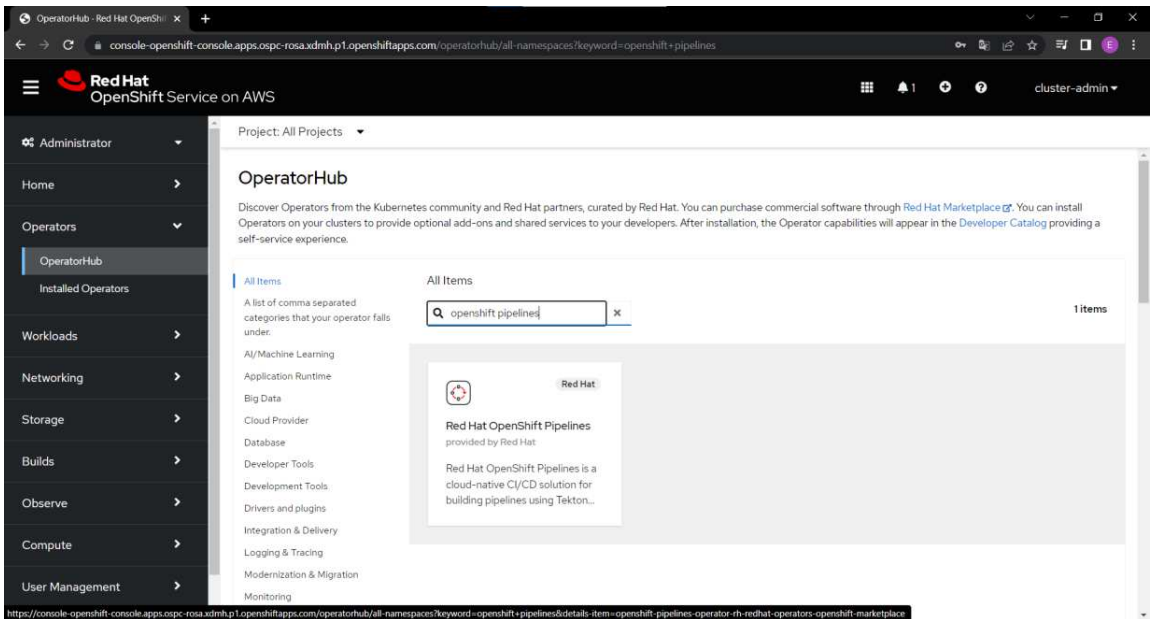 OperatorHub - Red Hat OpenShi
console-openshift-console.apps.ospc-rosa.xdmh.p1.openshiftapps.com/operatorhub/all-namespaces?keyword=openshift+pipelines
E
Red Hat
OpenShift Service on AWS
1
cluster-admin
Administrator
Home
Operators
OperatorHub
Installed Operators
Workloads
Networking
Storage
Builds
Observe
Compute
User Management
Project: All Projects
OperatorHub
Discover Operators from the Kubernetes community and Red Hat partners, curated by Red Hat. You can purchase commercial software through Red Hat Marketplace. You can install
Operators on your clusters to provide optional add-ons and shared services to your developers. After installation, the Operator capabilities will appear in the Developer Catalog providing a
self-service experience.
All Items
A list of comma separated
categories that your operator falls
under.
AI/Machine Learning
Application Runtime
Big Data
Cloud Provider
Database
Developer Tools
Development Tools
Drivers and plugins
Integration & Delivery
Logging & Tracing
Modernization & Migration
Monitoring
All Items
openshift pipelines
1 items
Red Hat
Red Hat OpenShift Pipelines
provided by Red Hat
Red Hat OpenShift Pipelines is a
cloud-native CI/CD solution for
building pipelines using Tekton...
https://console-openshift-console.apps.ospc-rosa.xdmh.p1.openshiftapps.com/operatorhub/all-namespaces?keyword=openshift+pipelines&details-item=openshift-pipelines-operator-rh-redhat-operators-openshift-marketplace